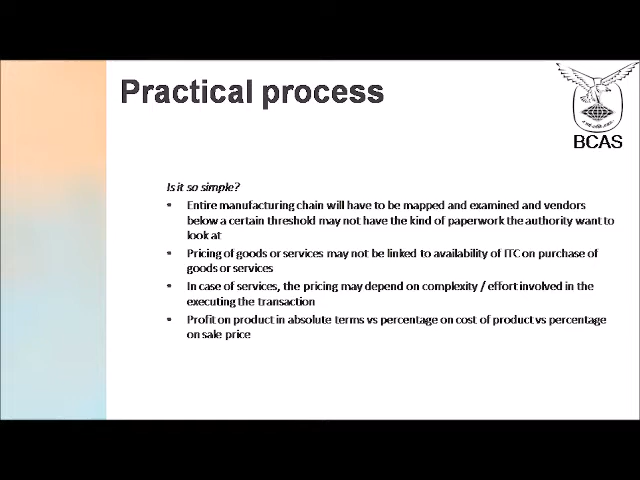 Practical process
BCAS
Is it so simple?
• Entire manufacturing chain will have to be mapped and examined and vendors
below a certain threshold may not have the kind of paperwork the authority want to
look at
• Pricing of goods or services may not be linked to availability of ITC on purchase of
goods or services
• In case of services, the pricing may depend on complexity / effort involved in the
executing the transaction
• Profit on product in absolute terms vs percentage on cost of product vs percentage
on sale price